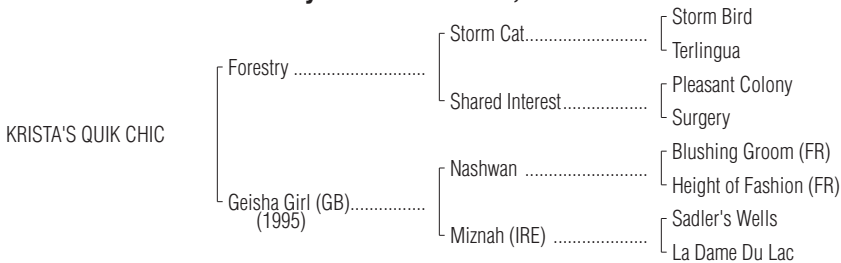 Storm Bird
Storm Cat
Terlingua
Forestry
Pleasant Colony
Shared Interest
Surgery
KRISTA'S QUIK CHIC
Blushing Groom (FR)
Nashwan
Height of Fashion (FR)
Geisha Girl (GB)
(1995)
Sadler's Wells
Miznah (IRE)
La Dame Du Lac